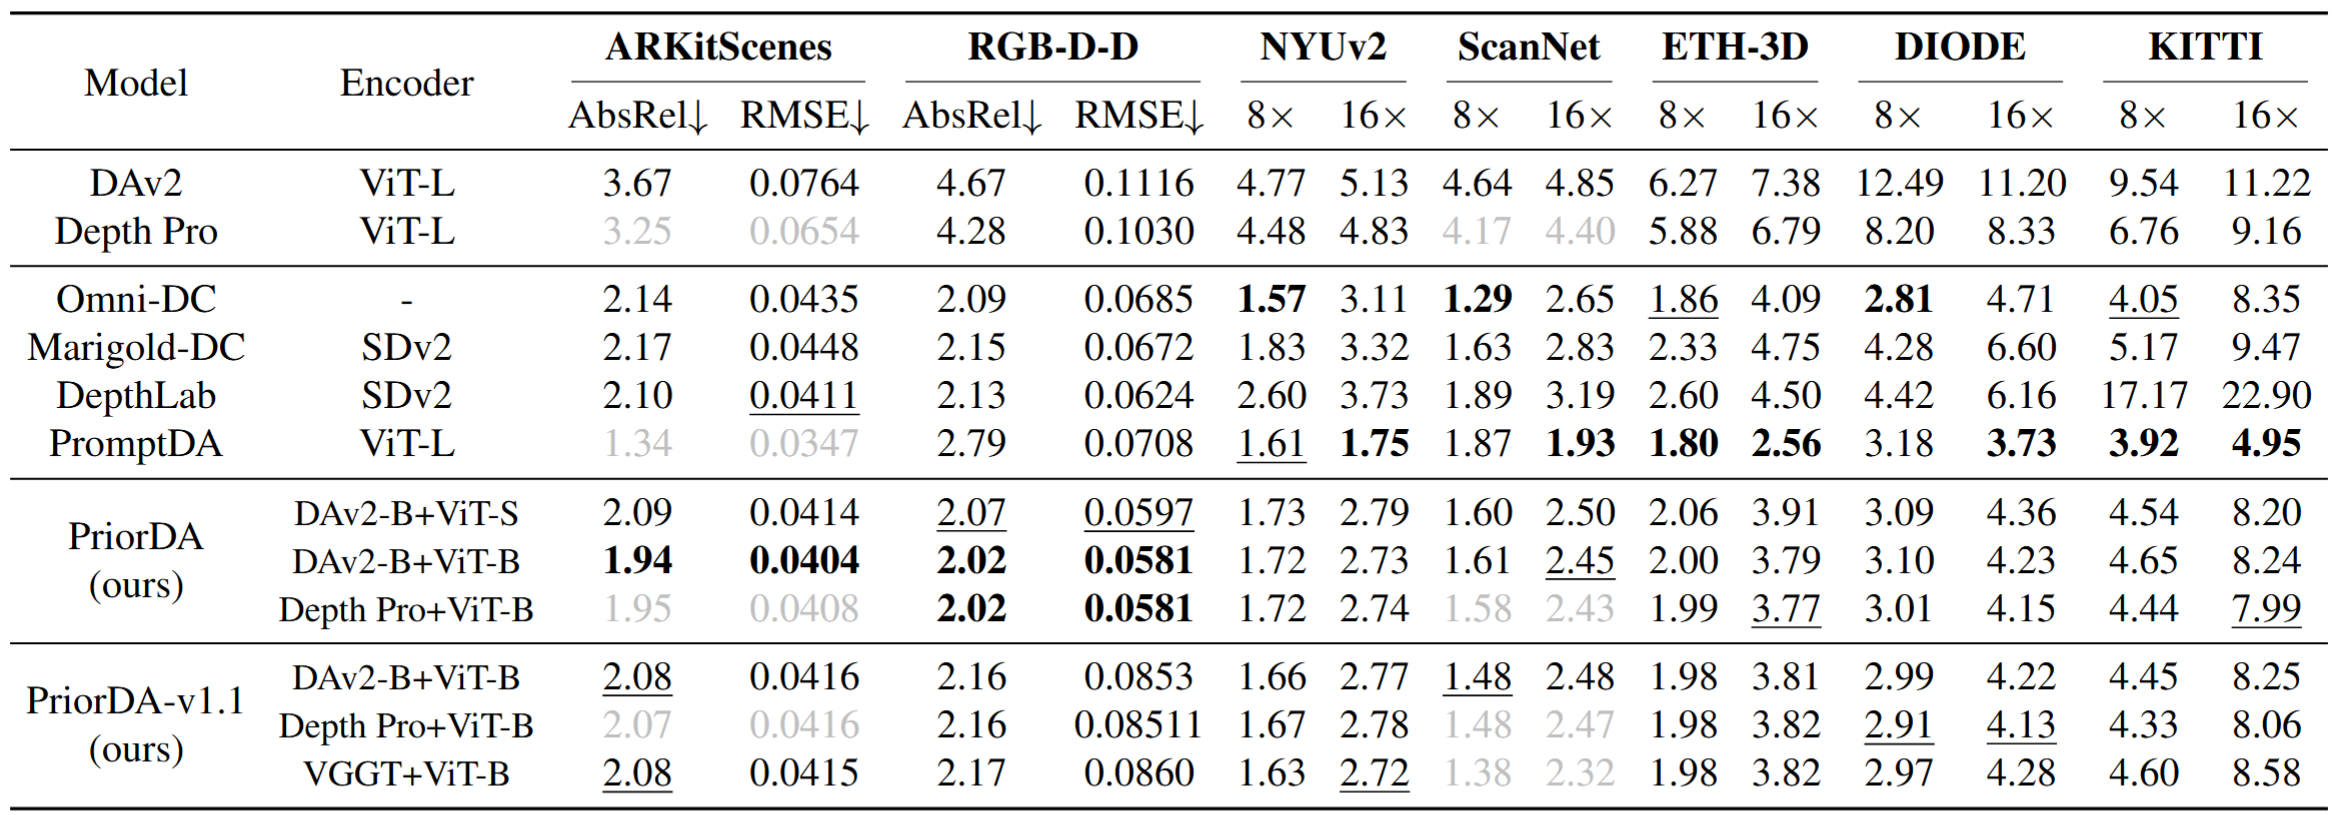 Model Encoder ARKitScenes RGB-D-D NYUv2 ScanNet ETH-3D DIODE KITTI
AbsRel↓ RMSE↓ AbsRel↓ RMSE↓ 8× 16× 8× 16× 8× 16× 8× 16× 8× 16×
DAv2 ViT-L 3.67 0.0764 4.67 0.1116 4.77 5.13 4.64 4.85 6.27 7.38 12.49 11.20 9.54 11.22
Depth Pro ViT-L 3.25 0.0654 4.28 0.1030 4.48 4.83 4.17 4.40 5.88 6.79 8.20 8.33 6.76 9.16
Omni-DC - 2.14 0.0435 2.09 0.0685 1.57 3.11 1.29 2.65 1.86 4.09 2.81 4.71 4.05 8.35
Marigold-DC SDv2 2.17 0.0448 2.15 0.0672 1.83 3.32 1.63 2.83 2.33 4.75 4.28 6.60 5.17 9.47
DepthLab SDv2 2.10 0.0411 2.13 0.0624 2.60 3.73 1.89 3.19 2.60 4.50 4.42 6.16 17.17 22.90
PromptDA ViT-L 1.34 0.0347 2.79 0.0708 1.61 1.75 1.87 1.93 1.80 2.56 3.18 3.73 3.92 4.95
PriorDA (ours) DAv2-B+ViT-S 2.09 0.0414 2.07 0.0597 1.73 2.79 1.60 2.50 2.06 3.91 3.09 4.36 4.54 8.20
DAv2-B+ViT-B 1.94 0.0404 2.02 0.0581 1.72 2.73 1.61 2.45 2.00 3.79 3.10 4.23 4.65 8.24
Depth Pro+ViT-B 1.95 0.0408 2.02 0.0581 1.72 2.74 1.58 2.43 1.99 3.77 3.01 4.15 4.44 7.99
PriorDA-v1.1 (ours) DAv2-B+ViT-B 2.08 0.0416 2.16 0.0853 1.66 2.77 1.48 2.48 1.98 3.81 2.99 4.22 4.45 8.25
Depth Pro+ViT-B 2.07 0.0416 2.16 0.08511 1.67 2.78 1.48 2.47 1.98 3.82 2.91 4.13 4.33 8.06
VGGT+ViT-B 2.08 0.0415 2.17 0.0860 1.63 2.72 1.38 2.32 1.98 3.82 2.97 4.28 4.60 8.58